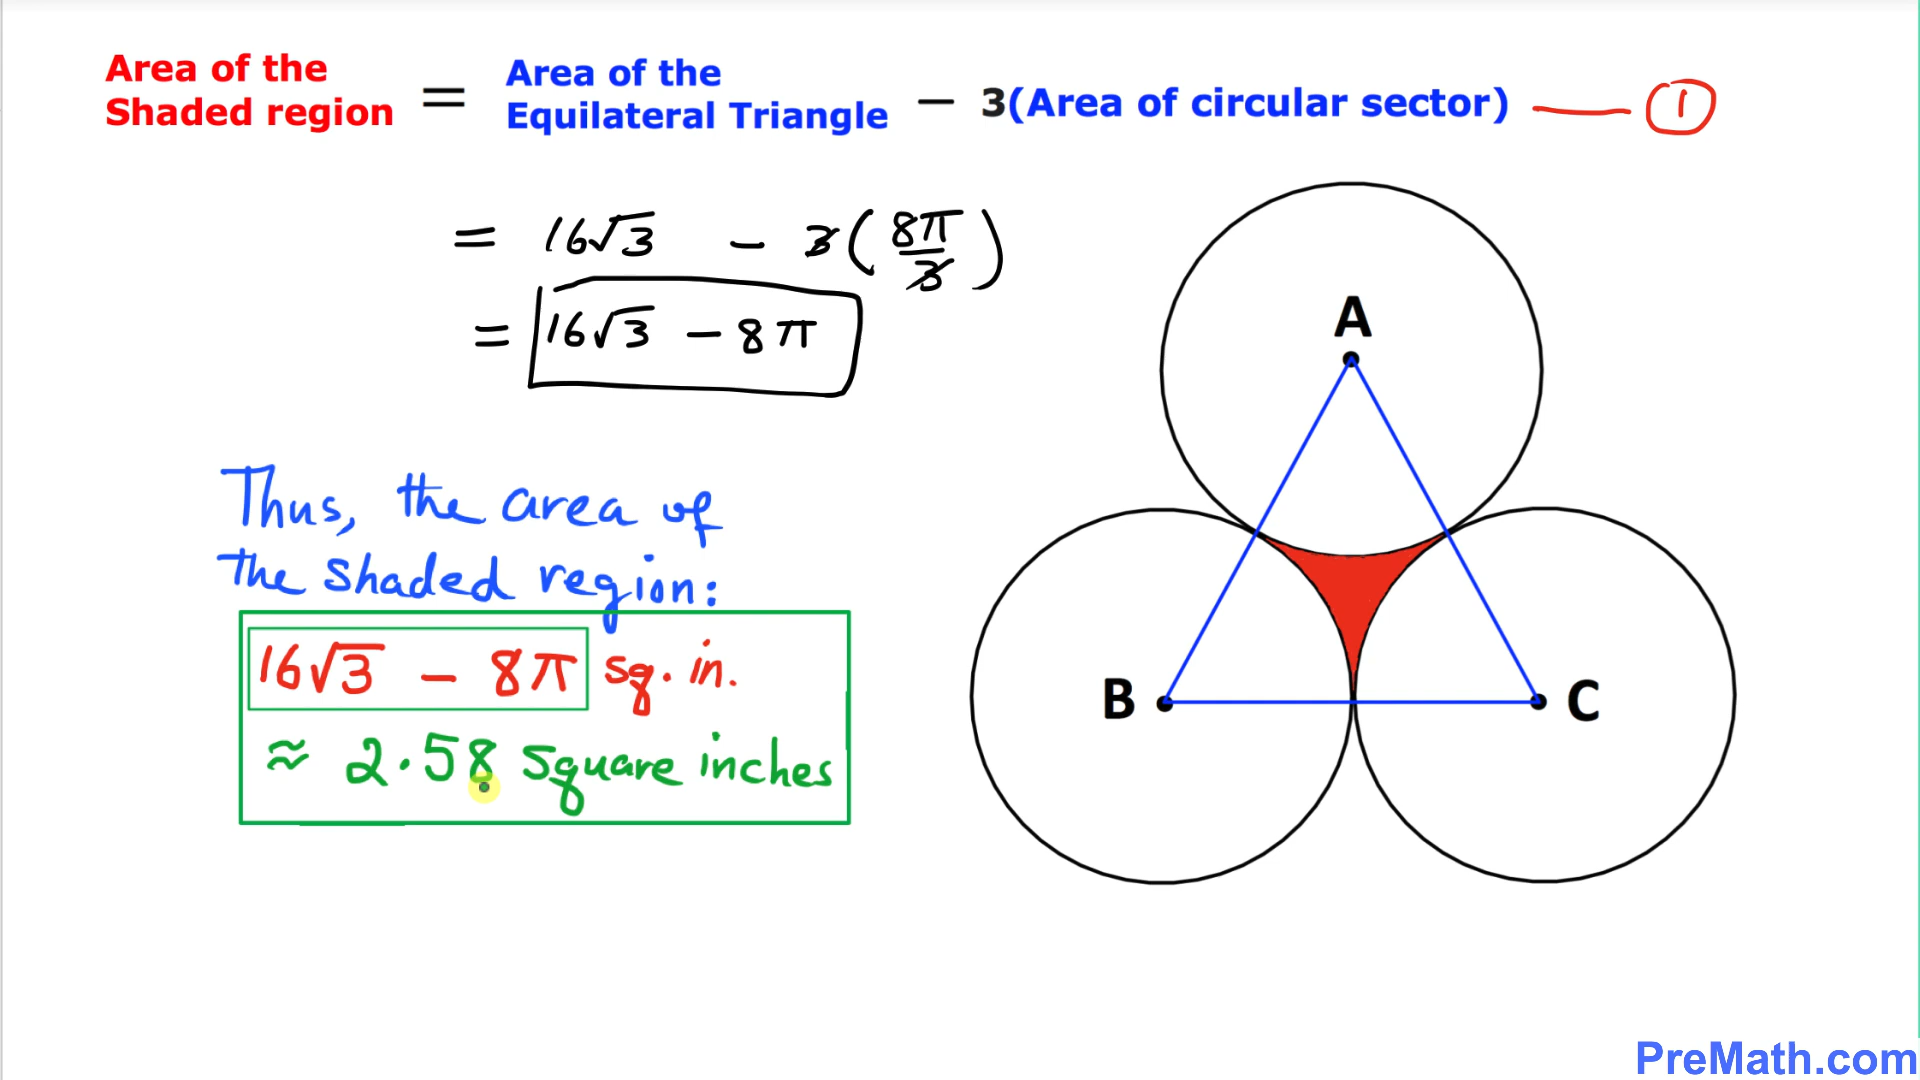 Area of the Shaded region = Area of the Equilateral Triangle − 3(Area of circular sector) — ①
= 16√3 − 3(8π/3)
= 16√3 − 8π
Thus, the area of
the shaded region:
16√3 − 8π sq. in.
≈ 2.58 square inches
A
B
C
PreMath.com